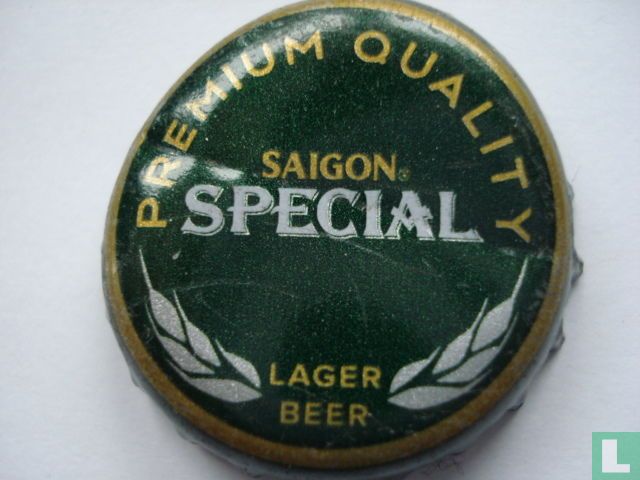 PREMIUM QUALITY
SAIGON®
SPECIAL
LAGER
BEER
L